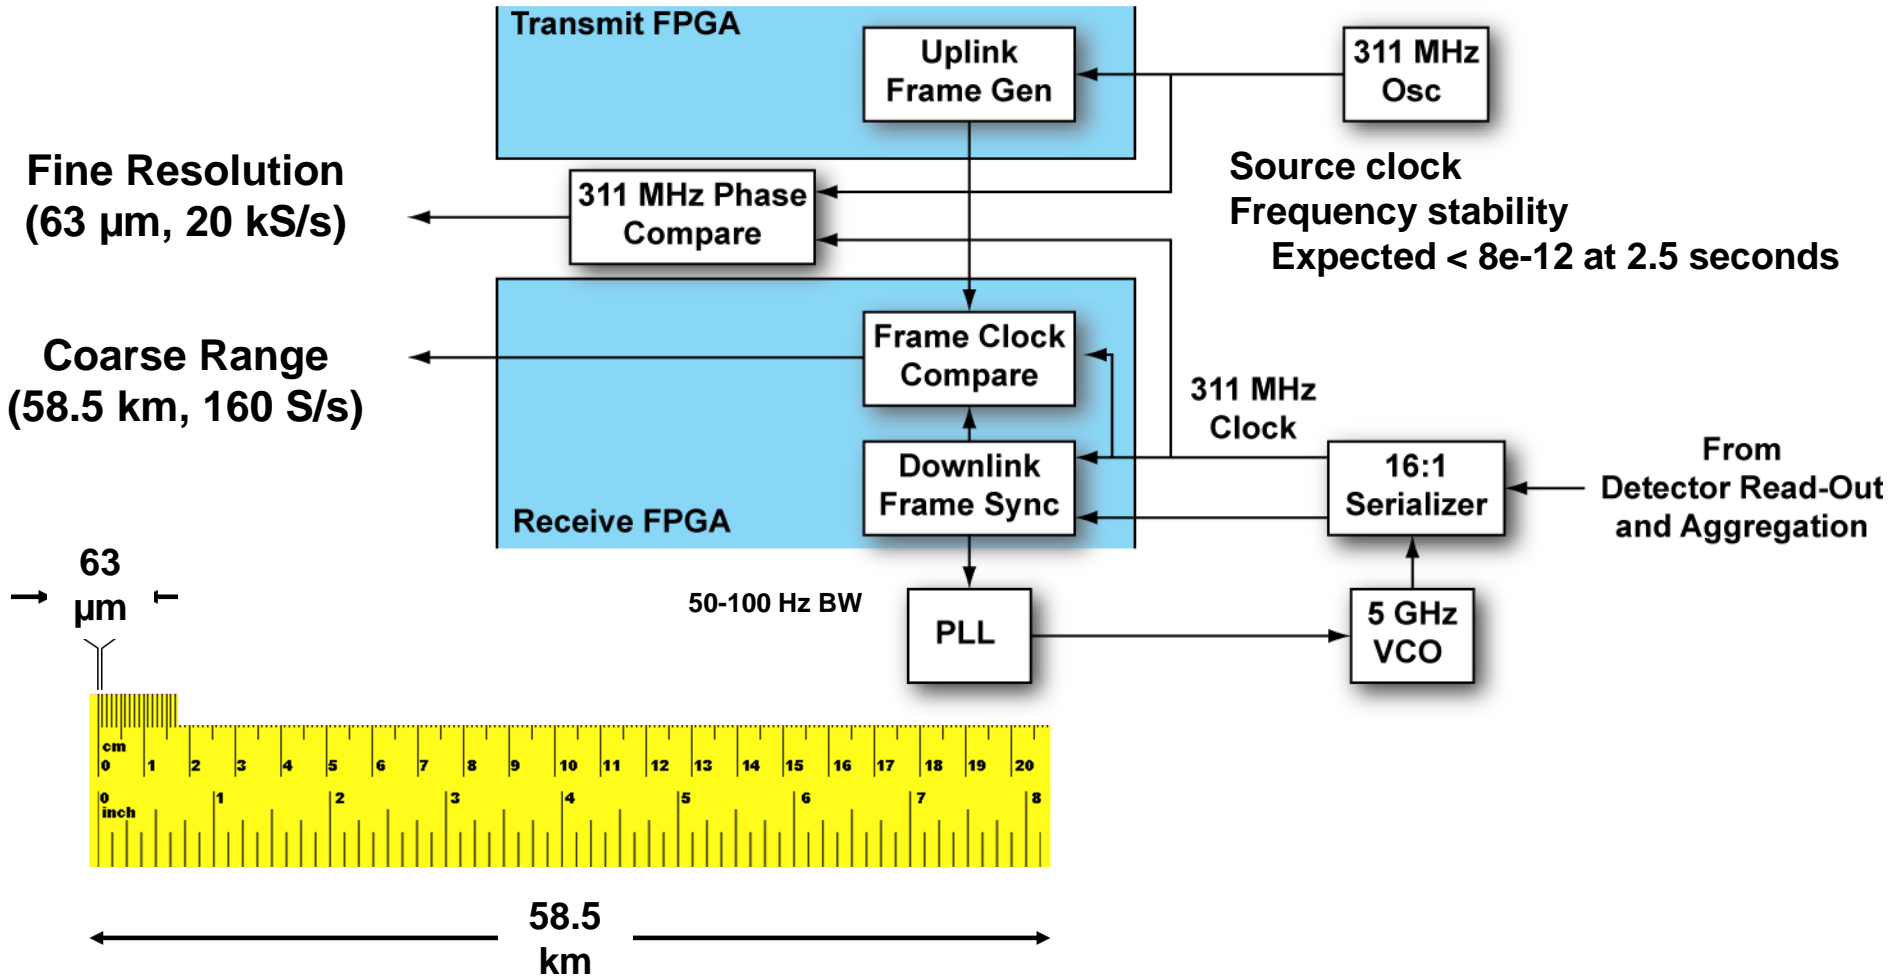 Transmit FPGA
Uplink
Frame Gen
311 MHz
Osc
Fine Resolution
(63 µm, 20 kS/s)
311 MHz Phase
Compare
Source clock
Frequency stability
Expected < 8e-12 at 2.5 seconds
Coarse Range
(58.5 km, 160 S/s)
Frame Clock
Compare
311 MHz
Clock
Downlink
Frame Sync
16:1
Serializer
From
Detector Read-Out
and Aggregation
Receive FPGA
63
µm
50-100 Hz BW
PLL
5 GHz
VCO
cm
0 1 2 3 4 5 6 7 8 9 10 11 12 13 14 15 16 17 18 19 20
0 1 2 3 4 5 6 7 8
inch
58.5
km